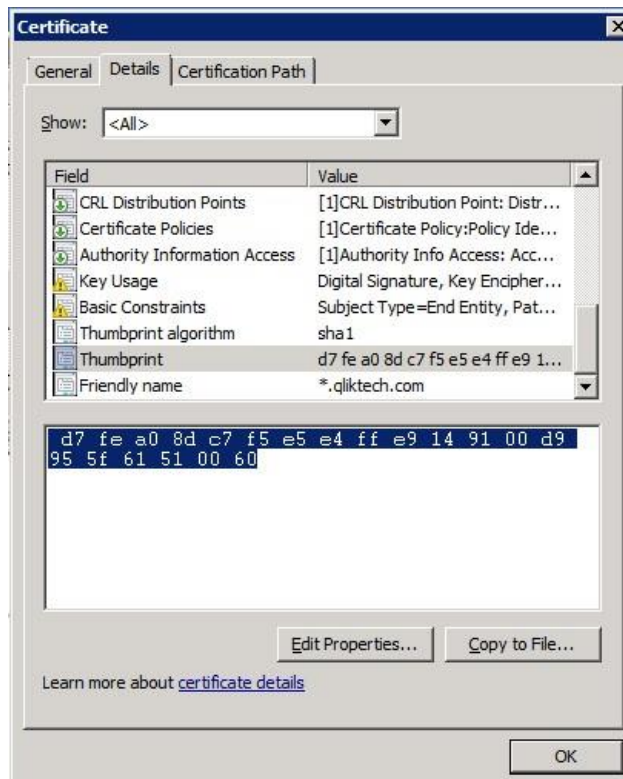 Certificate
General Details Certification Path
Show: <All>
Field Value
CRL Distribution Points [1]CRL Distribution Point: Distr...
Certificate Policies [1]Certificate Policy:Policy Ide...
Authority Information Access [1]Authority Info Access: Acc...
Key Usage Digital Signature, Key Encipher...
Basic Constraints Subject Type=End Entity, Pat...
Thumbprint algorithm sha1
Thumbprint d7 fe a0 8d c7 f5 e5 e4 ff e9 1...
Friendly name *.qliktech.com
d7 fe a0 8d c7 f5 e5 e4 ff e9 14 91 00 d9
95 5f 61 51 00 60
Edit Properties... Copy to File...
Learn more about certificate details
OK